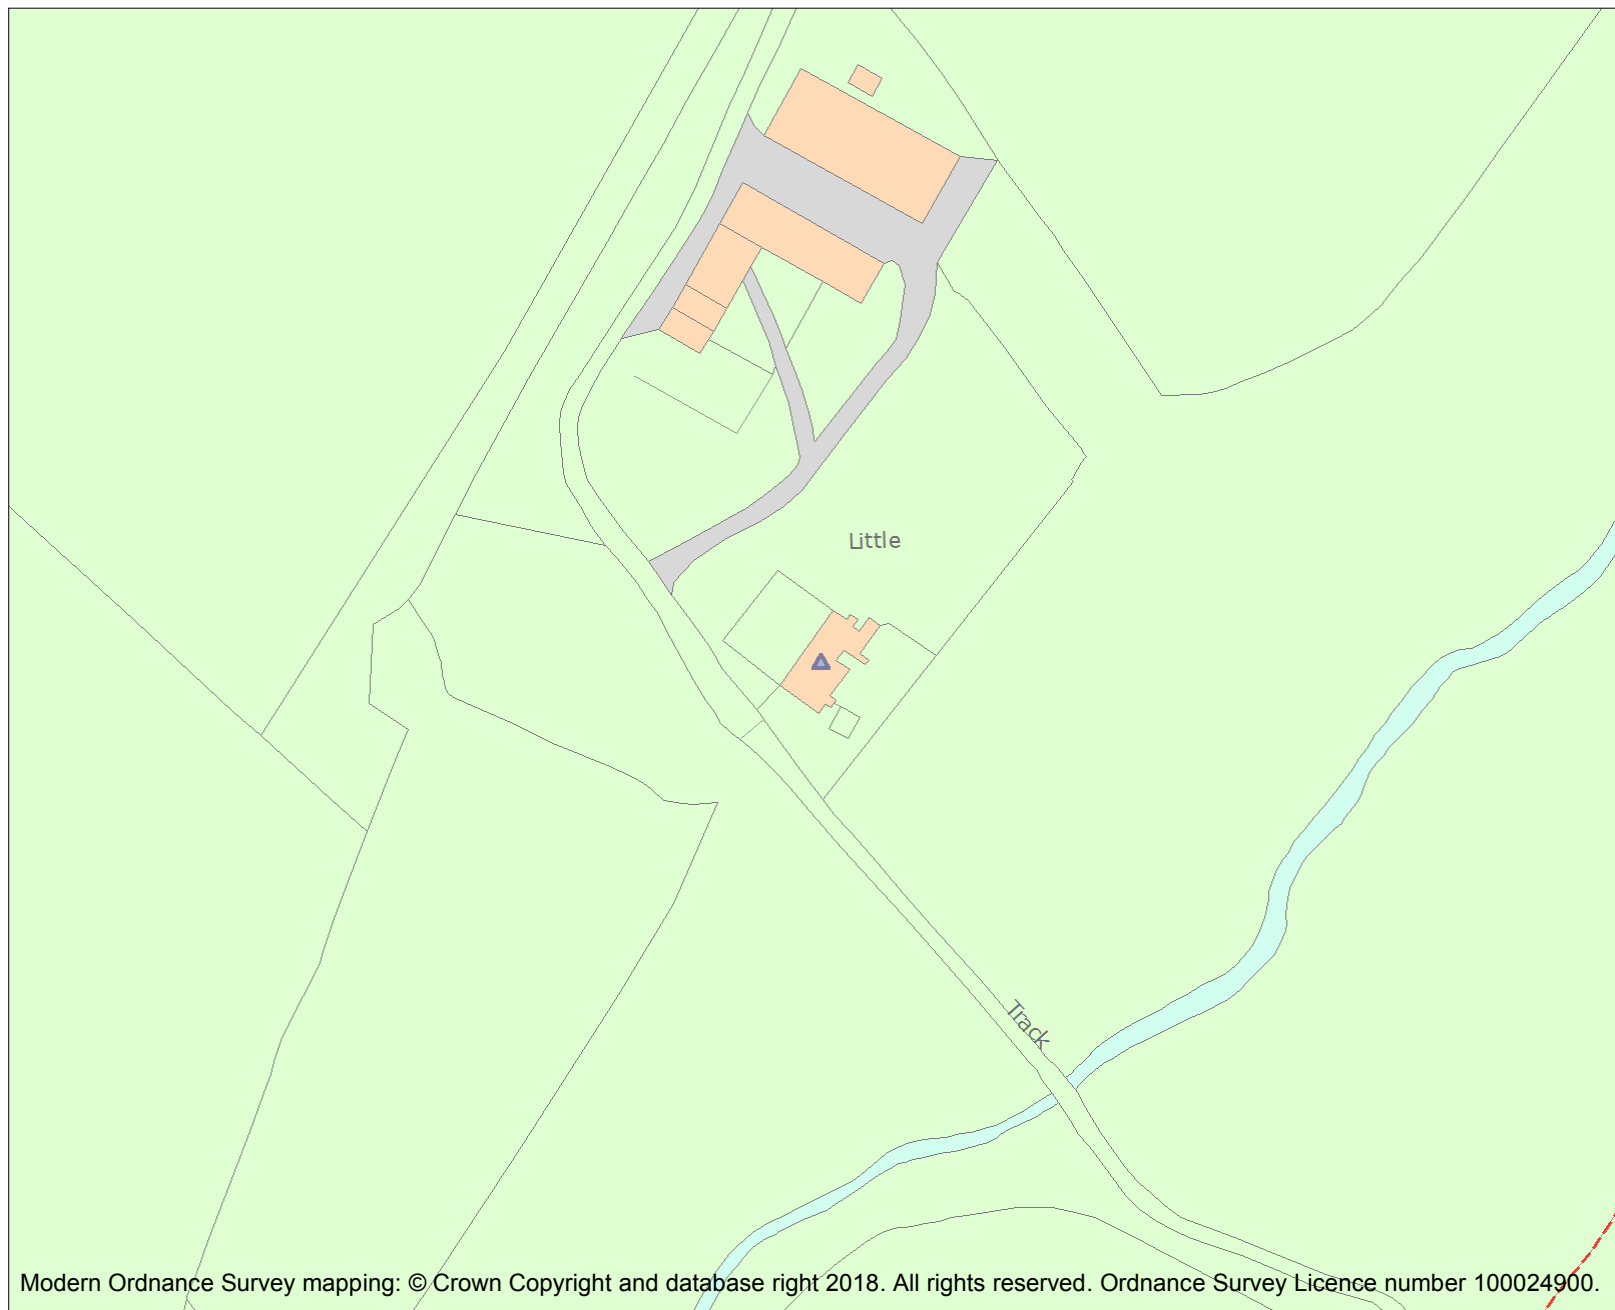 Little
Track
Modern Ordnance Survey mapping: © Crown Copyright and database right 2018. All rights reserved. Ordnance Survey Licence number 100024900.